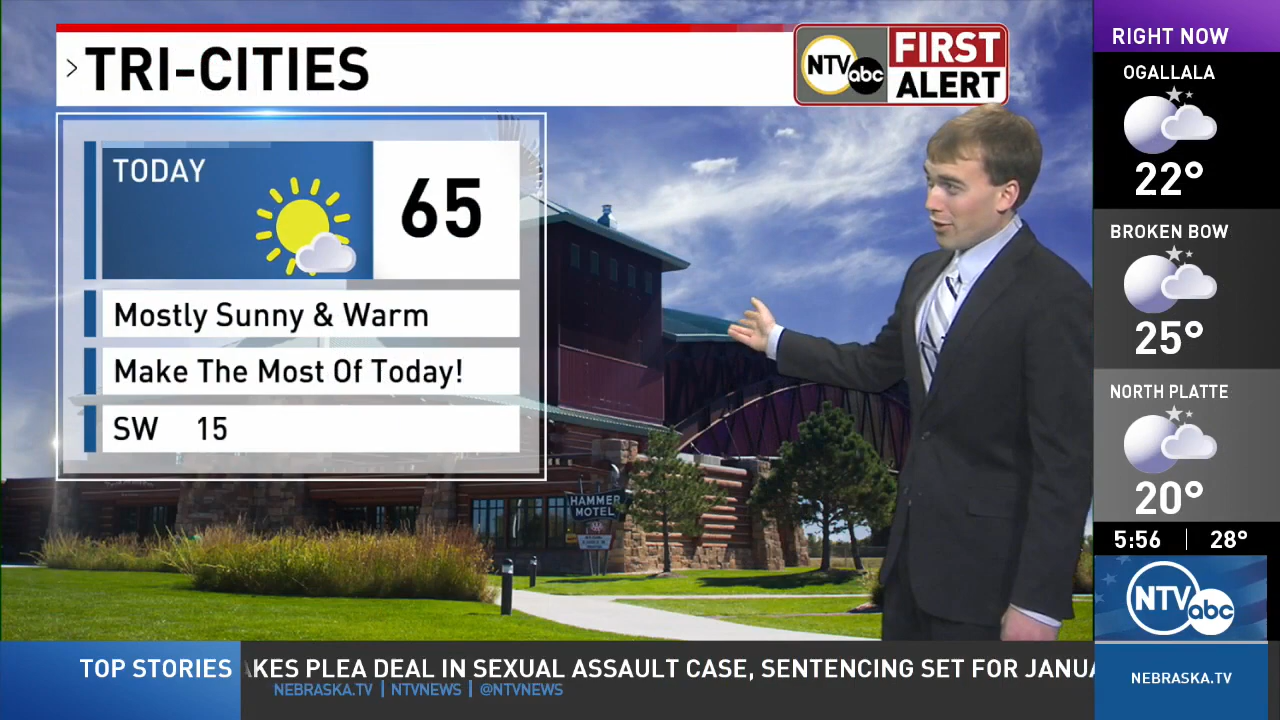 TRI-CITIES
NTV abc FIRST ALERT
TODAY
65
Mostly Sunny & Warm
Make The Most Of Today!
SW 15
HAMMER
MOTEL
RIGHT NOW
OGALLALA
22°
BROKEN BOW
25°
NORTH PLATTE
20°
5:56 28°
NTV abc
NEBRASKA.TV
TOP STORIES AKES PLEA DEAL IN SEXUAL ASSAULT CASE, SENTENCING SET FOR JANUA
NEBRASKA.TV | NTVNEWS | @NTVNEWS